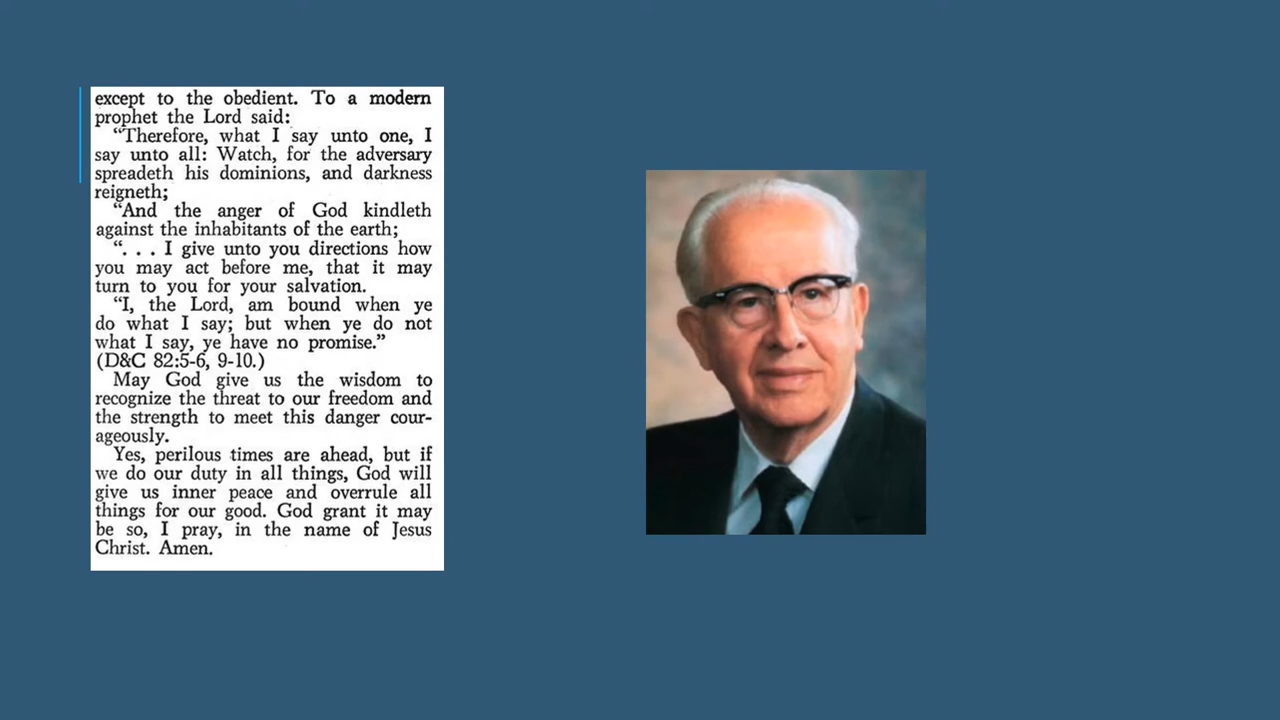 except to the obedient. To a modern
prophet the Lord said:
“Therefore, what I say unto one, I
say unto all: Watch, for the adversary
spreadeth his dominions, and darkness
reigneth;
“And the anger of God kindleth
against the inhabitants of the earth;
“. . . I give unto you directions how
you may act before me, that it may
turn to you for your salvation.
“I, the Lord, am bound when ye
do what I say; but when ye do not
what I say, ye have no promise.”
(D&C 82:5-6, 9-10.)
May God give us the wisdom to
recognize the threat to our freedom and
the strength to meet this danger cour-
ageously.
Yes, perilous times are ahead, but if
we do our duty in all things, God will
give us inner peace and overrule all
things for our good. God grant it may
be so, I pray, in the name of Jesus
Christ. Amen.